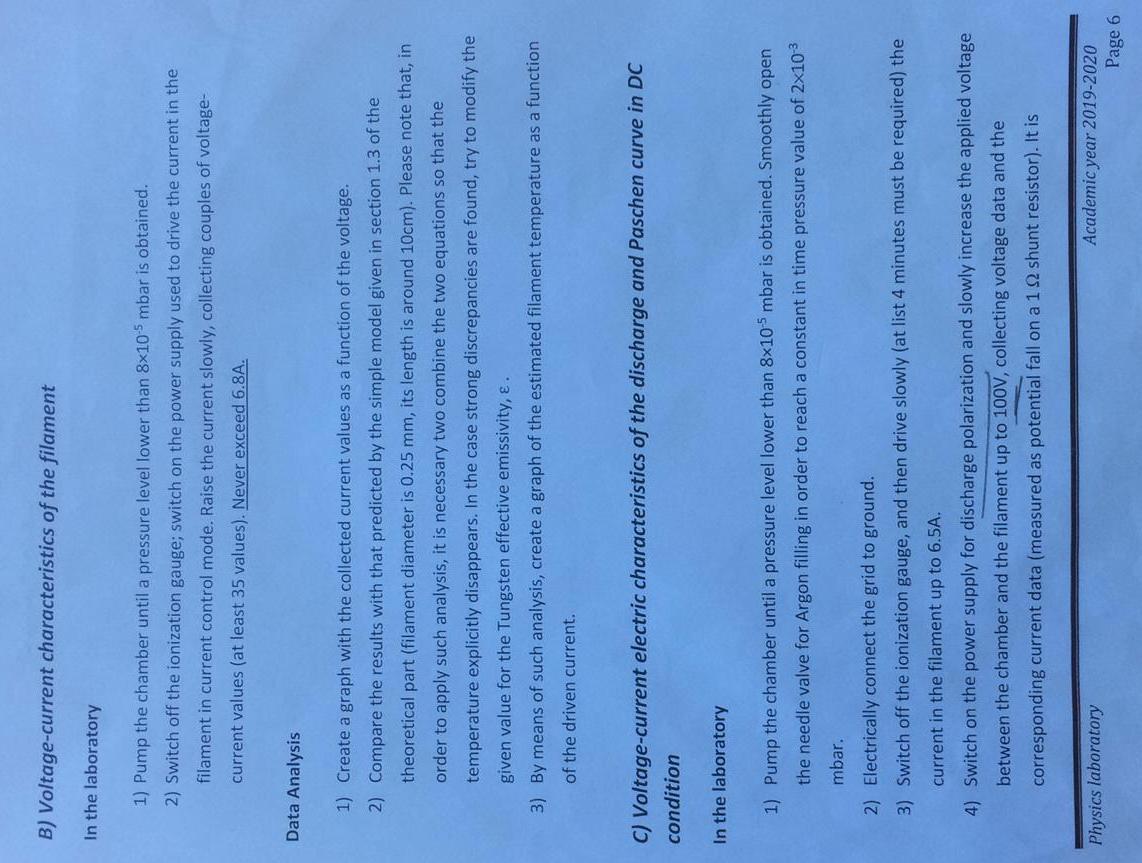 B) Voltage-current characteristics of the filament
In the laboratory
1) Pump the chamber until a pressure level lower than 8×10⁻⁵ mbar is obtained.
2) Switch off the ionization gauge; switch on the power supply used to drive the current in the
filament in current control mode. Raise the current slowly, collecting couples of voltage-
current values (at least 35 values). Never exceed 6.8A.
Data Analysis
1) Create a graph with the collected current values as a function of the voltage.
2) Compare the results with that predicted by the simple model given in section 1.3 of the
theoretical part (filament diameter is 0.25 mm, its length is around 10cm). Please note that, in
order to apply such analysis, it is necessary two combine the two equations so that the
temperature explicitly disappears. In the case strong discrepancies are found, try to modify the
given value for the Tungsten effective emissivity, ε .
3) By means of such analysis, create a graph of the estimated filament temperature as a function
of the driven current.
C) Voltage-current electric characteristics of the discharge and Paschen curve in DC
condition
In the laboratory
1) Pump the chamber until a pressure level lower than 8×10⁻⁵ mbar is obtained. Smoothly open
the needle valve for Argon filling in order to reach a constant in time pressure value of 2×10⁻³
mbar.
2) Electrically connect the grid to ground.
3) Switch off the ionization gauge, and then drive slowly (at list 4 minutes must be required) the
current in the filament up to 6.5A.
4) Switch on the power supply for discharge polarization and slowly increase the applied voltage
between the chamber and the filament up to 100V, collecting voltage data and the
corresponding current data (measured as potential fall on a 1 Ω shunt resistor). It is
Physics laboratory
Academic year 2019-2020
Page 6